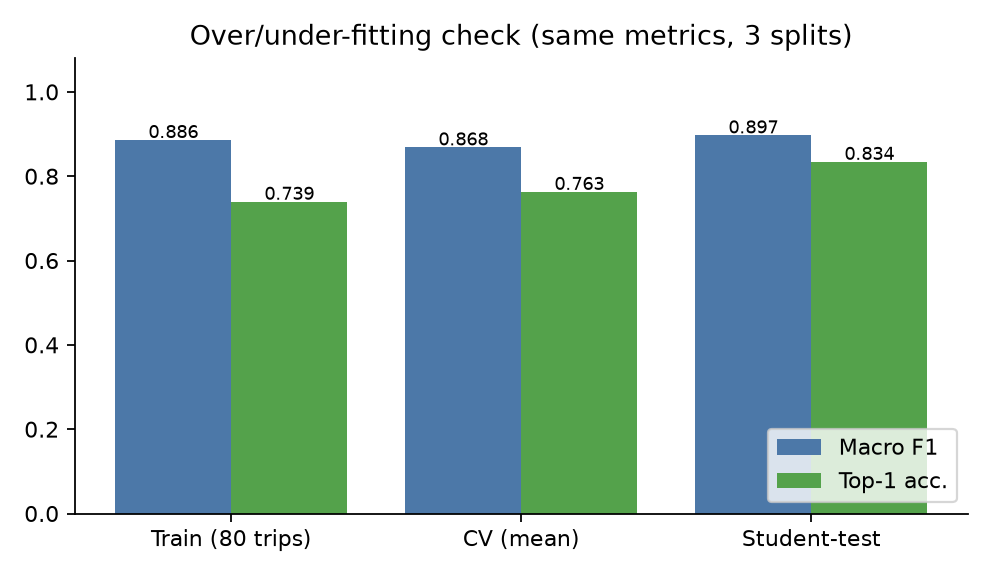 Over/under-fitting check (same metrics, 3 splits)
1.0
0.8
0.6
0.4
0.2
0.0
0.886
0.739
0.868
0.763
0.897
0.834
Macro F1
Top-1 acc.
Train (80 trips)
CV (mean)
Student-test